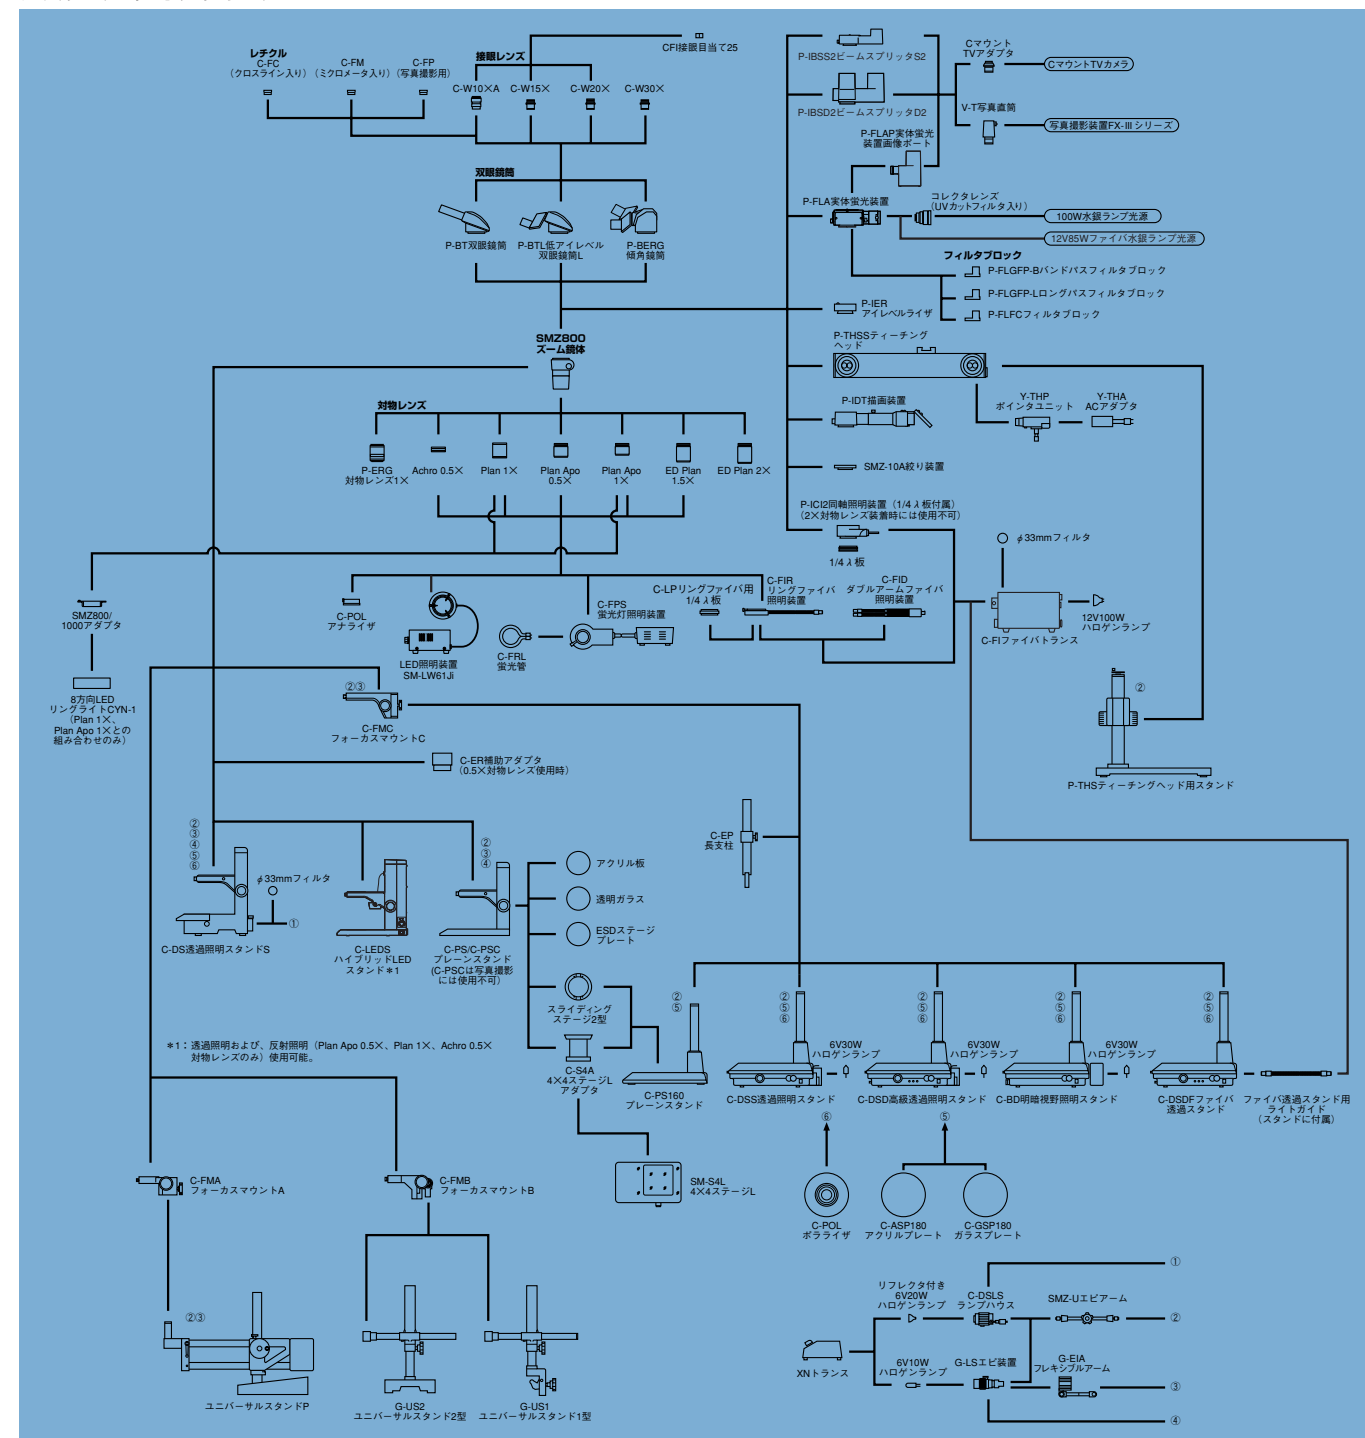 CFI接眼目当て25
レチクル
C-FC
（クロスライン入り）
C-FM
（ミクロメータ入り）
C-FP
（写真撮影用）
接眼レンズ
C-W10×A
C-W15×
C-W20×
C-W30×
双眼鏡筒
P-BT双眼鏡筒
P-BTL低アイレベル
双眼鏡筒L
P-BERG
傾角鏡筒
P-IBSS2ビームスプリッタS2
P-IBSD2ビームスプリッタD2
Cマウント
TVアダプタ
CマウントTVカメラ
V-T写真直筒
写真撮影装置FX-IIIシリーズ
P-FLAP実体蛍光
装置画像ポート
P-FLA実体蛍光装置
コレクタレンズ
（UVカットフィルタ入り）
100W水銀ランプ光源
12V85Wファイバ水銀ランプ光源
フィルタブロック
P-FLGFP-Bバンドパスフィルタブロック
P-FLGFP-Lロングパスフィルタブロック
P-FLFCフィルタブロック
P-IER
アイレベルライザ
P-THSSティーチング
ヘッド
Y-THP
ポインタユニット
Y-THA
ACアダプタ
P-IDT描画装置
SMZ-10A絞り装置
P-ICI2同軸照明装置（1/4 λ板付属）
（2×対物レンズ装着時には使用不可）
1/4 λ板
SMZ800
ズーム鏡体
対物レンズ
P-ERG
対物レンズ1×
Achro 0.5×
Plan 1×
Plan Apo
0.5×
Plan Apo
1×
ED Plan
1.5×
ED Plan 2×
SMZ800/
1000アダプタ
8方向LED
リングライトCYN-1
（Plan 1×、
Plan Apo 1×との
組み合わせのみ）
C-POL
アナライザ
LED照明装置
SM-LW61Ji
C-FRL
蛍光管
C-FPS
蛍光灯照明装置
C-LPリングファイバ用
1/4 λ板
C-FIR
リングファイバ
照明装置
C-FID
ダブルアームファイバ
照明装置
φ33mmフィルタ
C-FIファイバトランス
12V100W
ハロゲンランプ
②
P-THSティーチングヘッド用スタンド
②③
C-FMC
フォーカスマウントC
C-ER補助アダプタ
（0.5×対物レンズ使用時）
C-EP
長支柱
②
③
④
⑤
⑥
φ33mmフィルタ
①
C-DS透過照明スタンドS
C-LEDS
ハイブリッドLED
スタンド＊1
②
③
④
C-PS/C-PSC
プレーンスタンド
(C-PSCは写真撮影
には使用不可)
アクリル板
透明ガラス
ESDステージ
プレート
スライディング
ステージ2型
C-S4A
4×4ステージL
アダプタ
＊1：透過照明および、反射照明（Plan Apo 0.5×、Plan 1×、Achro 0.5×
対物レンズのみ）使用可能。
②
⑤
C-PS160
プレーンスタンド
②
⑤
⑥
6V30W
ハロゲンランプ
C-DSS透過照明スタンド
②
⑤
⑥
6V30W
ハロゲンランプ
C-DSD高級透過照明スタンド
②
⑤
⑥
6V30W
ハロゲンランプ
C-BD明暗視野照明スタンド
②
⑤
⑥
C-DSDFファイバ
透過スタンド
ファイバ透過スタンド用
ライトガイド
（スタンドに付属）
⑥
C-POL
ポラライザ
⑤
C-ASP180
アクリルプレート
C-GSP180
ガラスプレート
SM-S4L
4×4ステージL
C-FMA
フォーカスマウントA
C-FMB
フォーカスマウントB
②③
ユニバーサルスタンドP
G-US2
ユニバーサルスタンド2型
G-US1
ユニバーサルスタンド1型
XNトランス
リフレクタ付き
6V20W
ハロゲンランプ
C-DSLS
ランプハウス
①
SMZ-Uエピアーム
②
6V10W
ハロゲンランプ
G-LSエピ装置
G-EIA
フレキシブルアーム
③
④